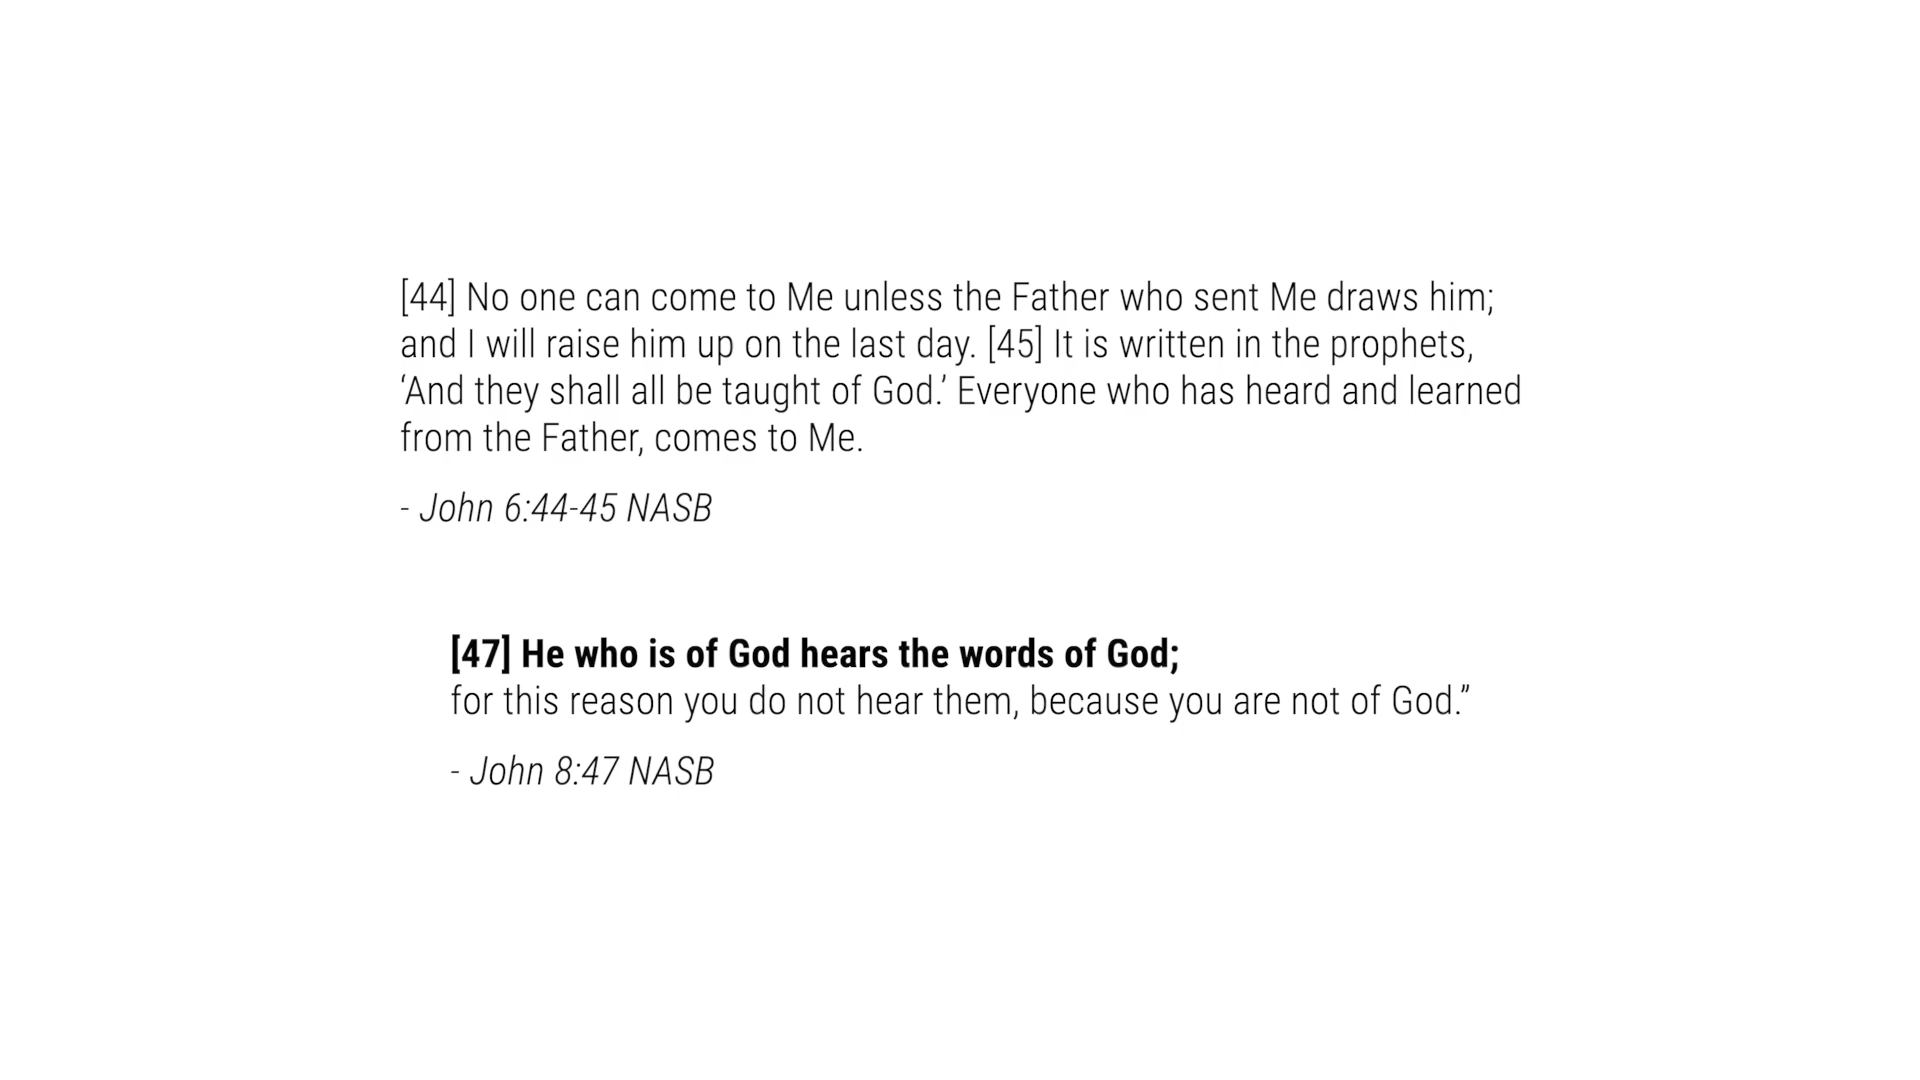 [44] No one can come to Me unless the Father who sent Me draws him;
and I will raise him up on the last day. [45] It is written in the prophets,
‘And they shall all be taught of God.’ Everyone who has heard and learned
from the Father, comes to Me.
- John 6:44-45 NASB
[47] He who is of God hears the words of God;
for this reason you do not hear them, because you are not of God.”
- John 8:47 NASB